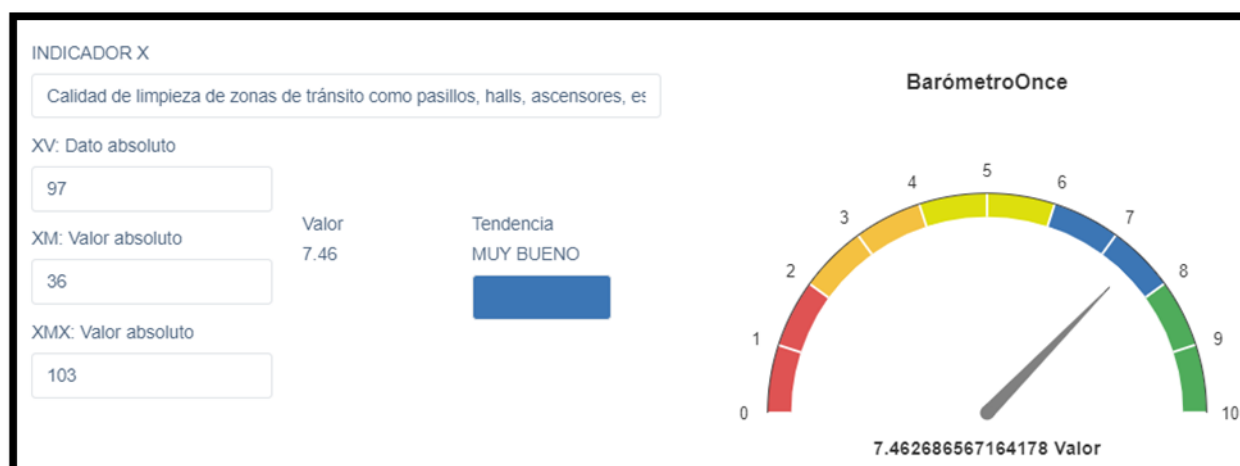 INDICADOR X
Calidad de limpieza de zonas de tránsito como pasillos, halls, ascensores, es
XV: Dato absoluto
97
XM: Valor absoluto
36
XMX: Valor absoluto
103
Valor
7.46
Tendencia
MUY BUENO
BarómetroOnce
0
1
2
3
4
5
6
7
8
9
10
7.462686567164178 Valor